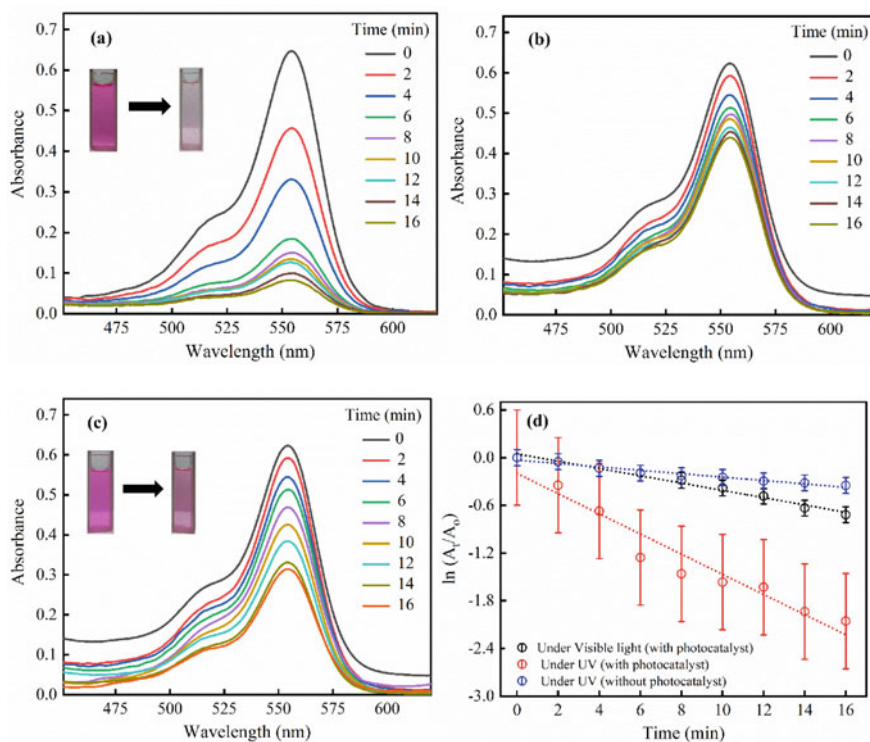 (a)
Time (min)
0
2
4
6
8
10
12
14
16
0.7
0.6
0.5
0.4
0.3
0.2
0.1
0.0
Absorbance
475 500 525 550 575 600
Wavelength (nm)
(b)
Time (min)
0
2
4
6
8
10
12
14
16
0.7
0.6
0.5
0.4
0.3
0.2
0.1
0.0
Absorbance
475 500 525 550 575 600
Wavelength (nm)
(c)
Time (min)
0
2
4
6
8
10
12
14
16
0.7
0.6
0.5
0.4
0.3
0.2
0.1
0.0
Absorbance
475 500 525 550 575 600
Wavelength (nm)
(d)
0.6
0.0
-0.6
-1.2
-1.8
-2.4
-3.0
ln (At/Ao)
Under Visible light (with photocatalyst)
Under UV (with photocatalyst)
Under UV (without photocatalyst)
0 2 4 6 8 10 12 14 16
Time (min)